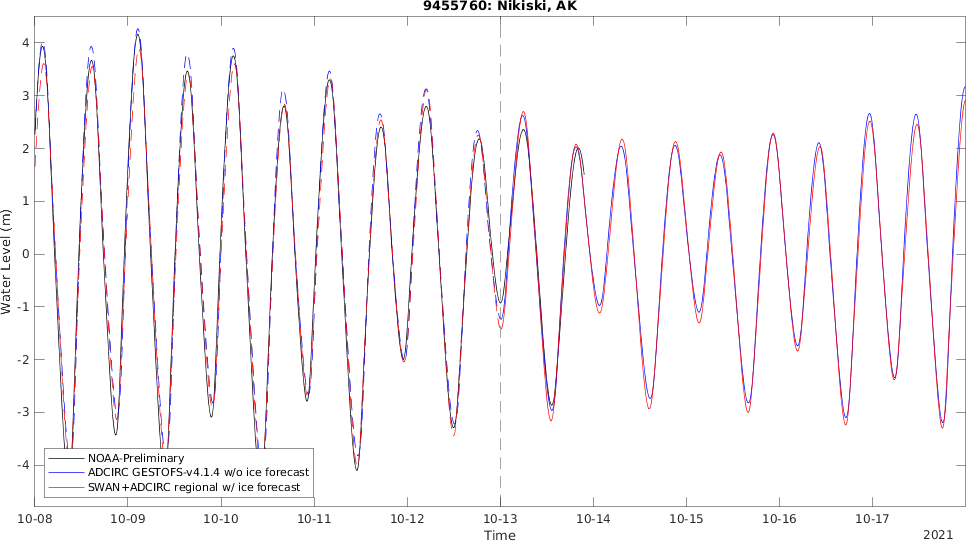 9455760: Nikiski, AK
Water Level (m)
4
3
2
1
0
-1
-2
-3
-4
NOAA-Preliminary
ADCIRC GESTOFS-v4.1.4 w/o ice forecast
SWAN+ADCIRC regional w/ ice forecast
10-08 10-09 10-10 10-11 10-12 10-13 10-14 10-15 10-16 10-17
Time
2021